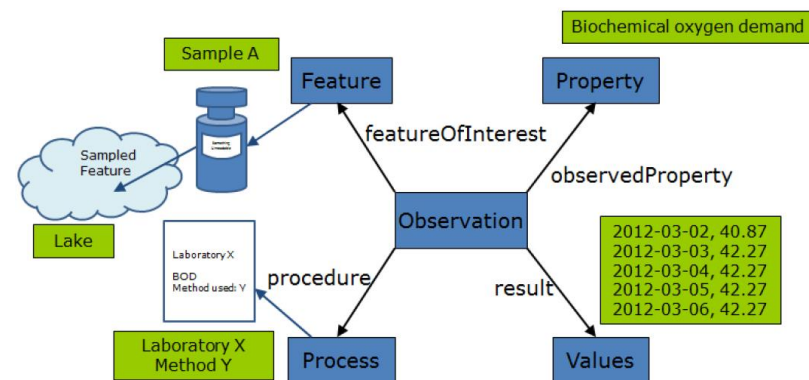 Biochemical oxygen demand
Sample A
Feature
Property
featureOfInterest
Sampled
Feature
observedProperty
Observation
Lake
2012-03-02, 40.87
2012-03-03, 42.27
2012-03-04, 42.27
2012-03-05, 42.27
2012-03-06, 42.27
Laboratory X
BOD
Method used: Y
procedure
result
Laboratory X
Method Y
Process
Values